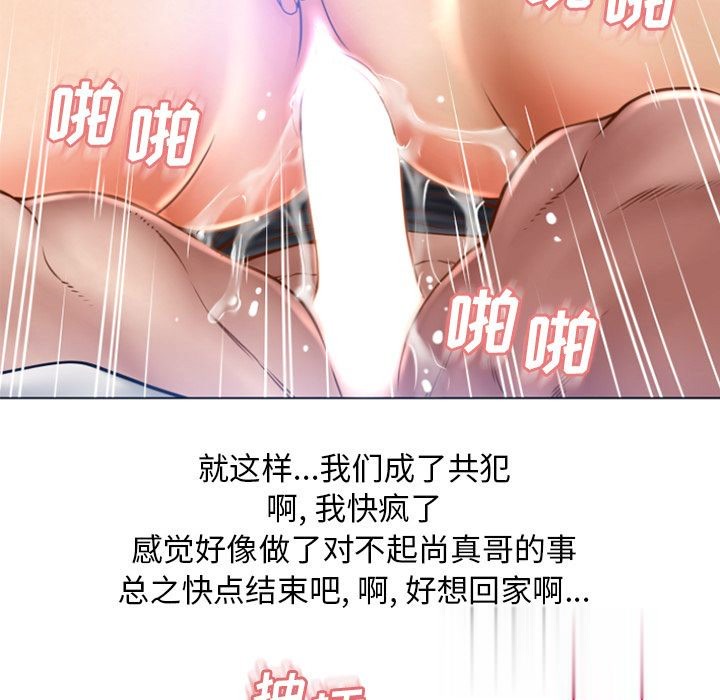 啪啪
啪啪
啪啪
就这样...我们成了共犯
啊, 我快疯了
感觉好像做了对不起尚真哥的事
总之快点结束吧, 啊, 好想回家啊...